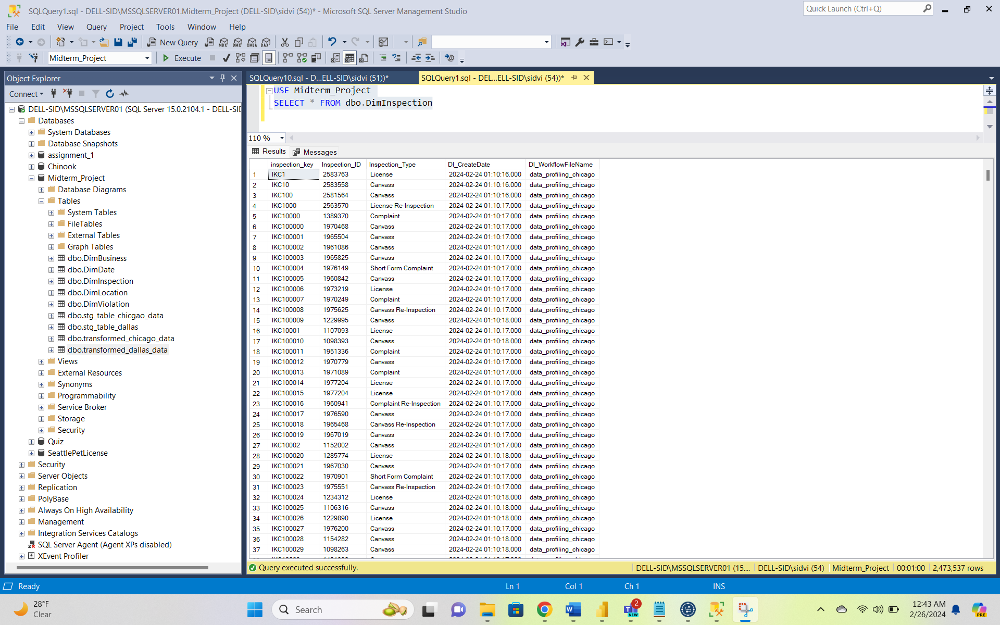 SQLQuery1.sql - DELL-SID\MSSQLSERVER01.Midterm_Project (DELL-SID\sidvi (54))* - Microsoft SQL Server Management Studio
Quick Launch (Ctrl+Q)
File Edit View Query Project Tools Window Help
New Query MDX DMX XMLA DAX
Midterm_Project Execute
Object Explorer
Connect
DELL-SID\MSSQLSERVER01 (SQL Server 15.0.2104.1 - DELL-SID
Databases
System Databases
Database Snapshots
assignment_1
Chinook
Midterm_Project
Database Diagrams
Tables
System Tables
FileTables
External Tables
Graph Tables
dbo.DimBusiness
dbo.DimDate
dbo.DimInspection
dbo.DimLocation
dbo.DimViolation
dbo.stg_table_chicgao_data
dbo.stg_table_dallas
dbo.transformed_chicago_data
dbo.transformed_dallas_data
Views
External Resources
Synonyms
Programmability
Service Broker
Storage
Security
Quiz
SeattlePetLicense
Security
Server Objects
Replication
PolyBase
Always On High Availability
Management
Integration Services Catalogs
SQL Server Agent (Agent XPs disabled)
XEvent Profiler
SQLQuery10.sql - D...ELL-SID\sidvi (51))* SQLQuery1.sql - DEL...ELL-SID\sidvi (54))*
USE Midterm_Project
SELECT * FROM dbo.DimInspection
110 %
Results Messages
inspection_key Inspection_ID Inspection_Type DI_CreateDate DI_WorkflowFileName
1 IKC1 2583763 License 2024-02-24 01:10:16.000 data_profiling_chicago
2 IKC10 2583558 Canvass 2024-02-24 01:10:16.000 data_profiling_chicago
3 IKC100 2581564 Canvass 2024-02-24 01:10:16.000 data_profiling_chicago
4 IKC1000 2563570 License Re-Inspection 2024-02-24 01:10:17.000 data_profiling_chicago
5 IKC10000 1389370 Complaint 2024-02-24 01:10:17.000 data_profiling_chicago
6 IKC100000 1970468 Canvass 2024-02-24 01:10:17.000 data_profiling_chicago
7 IKC100001 1965504 Canvass 2024-02-24 01:10:17.000 data_profiling_chicago
8 IKC100002 1961086 Canvass 2024-02-24 01:10:17.000 data_profiling_chicago
9 IKC100003 1965825 Canvass 2024-02-24 01:10:17.000 data_profiling_chicago
10 IKC100004 1976149 Short Form Complaint 2024-02-24 01:10:17.000 data_profiling_chicago
11 IKC100005 1960842 Canvass 2024-02-24 01:10:17.000 data_profiling_chicago
12 IKC100006 1973219 License 2024-02-24 01:10:17.000 data_profiling_chicago
13 IKC100007 1970249 Complaint 2024-02-24 01:10:17.000 data_profiling_chicago
14 IKC100008 1975625 Canvass Re-Inspection 2024-02-24 01:10:17.000 data_profiling_chicago
15 IKC100009 1229995 Canvass 2024-02-24 01:10:18.000 data_profiling_chicago
16 IKC10001 1107093 License 2024-02-24 01:10:17.000 data_profiling_chicago
17 IKC100010 1098393 Canvass 2024-02-24 01:10:18.000 data_profiling_chicago
18 IKC100011 1951336 Complaint 2024-02-24 01:10:17.000 data_profiling_chicago
19 IKC100012 1970779 Canvass 2024-02-24 01:10:17.000 data_profiling_chicago
20 IKC100013 1971089 Complaint 2024-02-24 01:10:17.000 data_profiling_chicago
21 IKC100014 1977204 License 2024-02-24 01:10:17.000 data_profiling_chicago
22 IKC100015 1977204 License 2024-02-24 01:10:17.000 data_profiling_chicago
23 IKC100016 1960941 Complaint Re-Inspection 2024-02-24 01:10:17.000 data_profiling_chicago
24 IKC100017 1976590 Canvass 2024-02-24 01:10:17.000 data_profiling_chicago
25 IKC100018 1965468 Canvass Re-Inspection 2024-02-24 01:10:17.000 data_profiling_chicago
26 IKC100019 1967019 Canvass 2024-02-24 01:10:17.000 data_profiling_chicago
27 IKC10002 1152002 Canvass 2024-02-24 01:10:17.000 data_profiling_chicago
28 IKC100020 1285774 License 2024-02-24 01:10:18.000 data_profiling_chicago
29 IKC100021 1967030 Canvass 2024-02-24 01:10:17.000 data_profiling_chicago
30 IKC100022 1970901 Short Form Complaint 2024-02-24 01:10:17.000 data_profiling_chicago
31 IKC100023 1975551 Canvass Re-Inspection 2024-02-24 01:10:17.000 data_profiling_chicago
32 IKC100024 1234312 License 2024-02-24 01:10:18.000 data_profiling_chicago
33 IKC100025 1106316 Canvass 2024-02-24 01:10:18.000 data_profiling_chicago
34 IKC100026 1229890 License 2024-02-24 01:10:18.000 data_profiling_chicago
35 IKC100027 1976200 Canvass 2024-02-24 01:10:17.000 data_profiling_chicago
36 IKC100028 1154282 Canvass 2024-02-24 01:10:18.000 data_profiling_chicago
37 IKC100029 1098263 Canvass 2024-02-24 01:10:18.000 data_profiling_chicago
Query executed successfully. DELL-SID\MSSQLSERVER01 (15.... DELL-SID\sidvi (54) Midterm_Project 00:01:00 2,473,537 rows
Ready Ln 1 Col 1 Ch 1 INS
28°F
Clear
Search
2
NEW
12:43 AM
2/26/2024
PRE